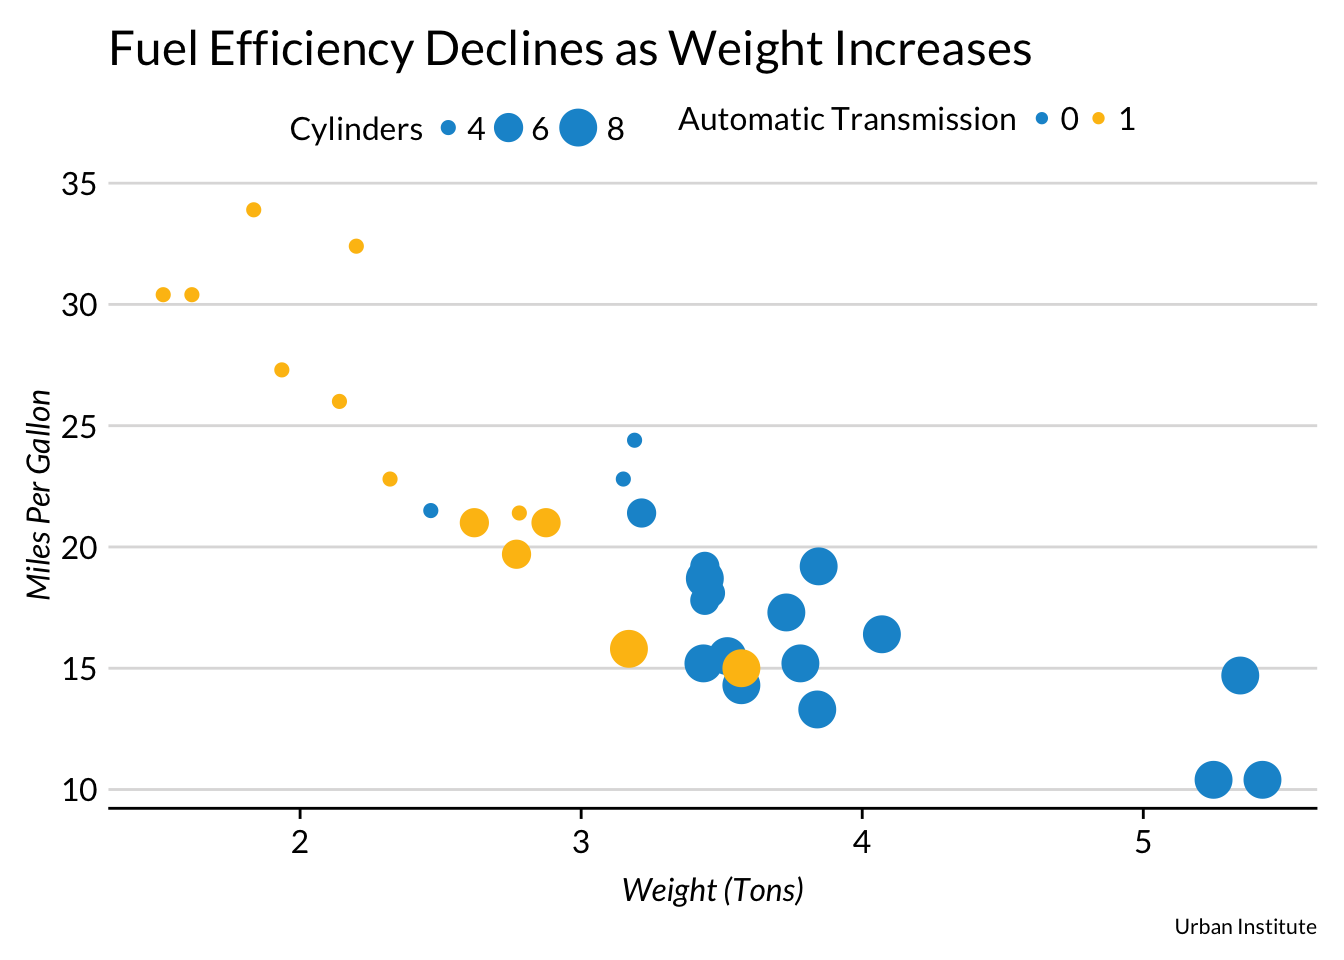 Fuel Efficiency Declines as Weight Increases
Cylinders 4 6 8 Automatic Transmission 0 1
35
30
25
20
15
10
Miles Per Gallon
2 3 4 5
Weight (Tons)
Urban Institute